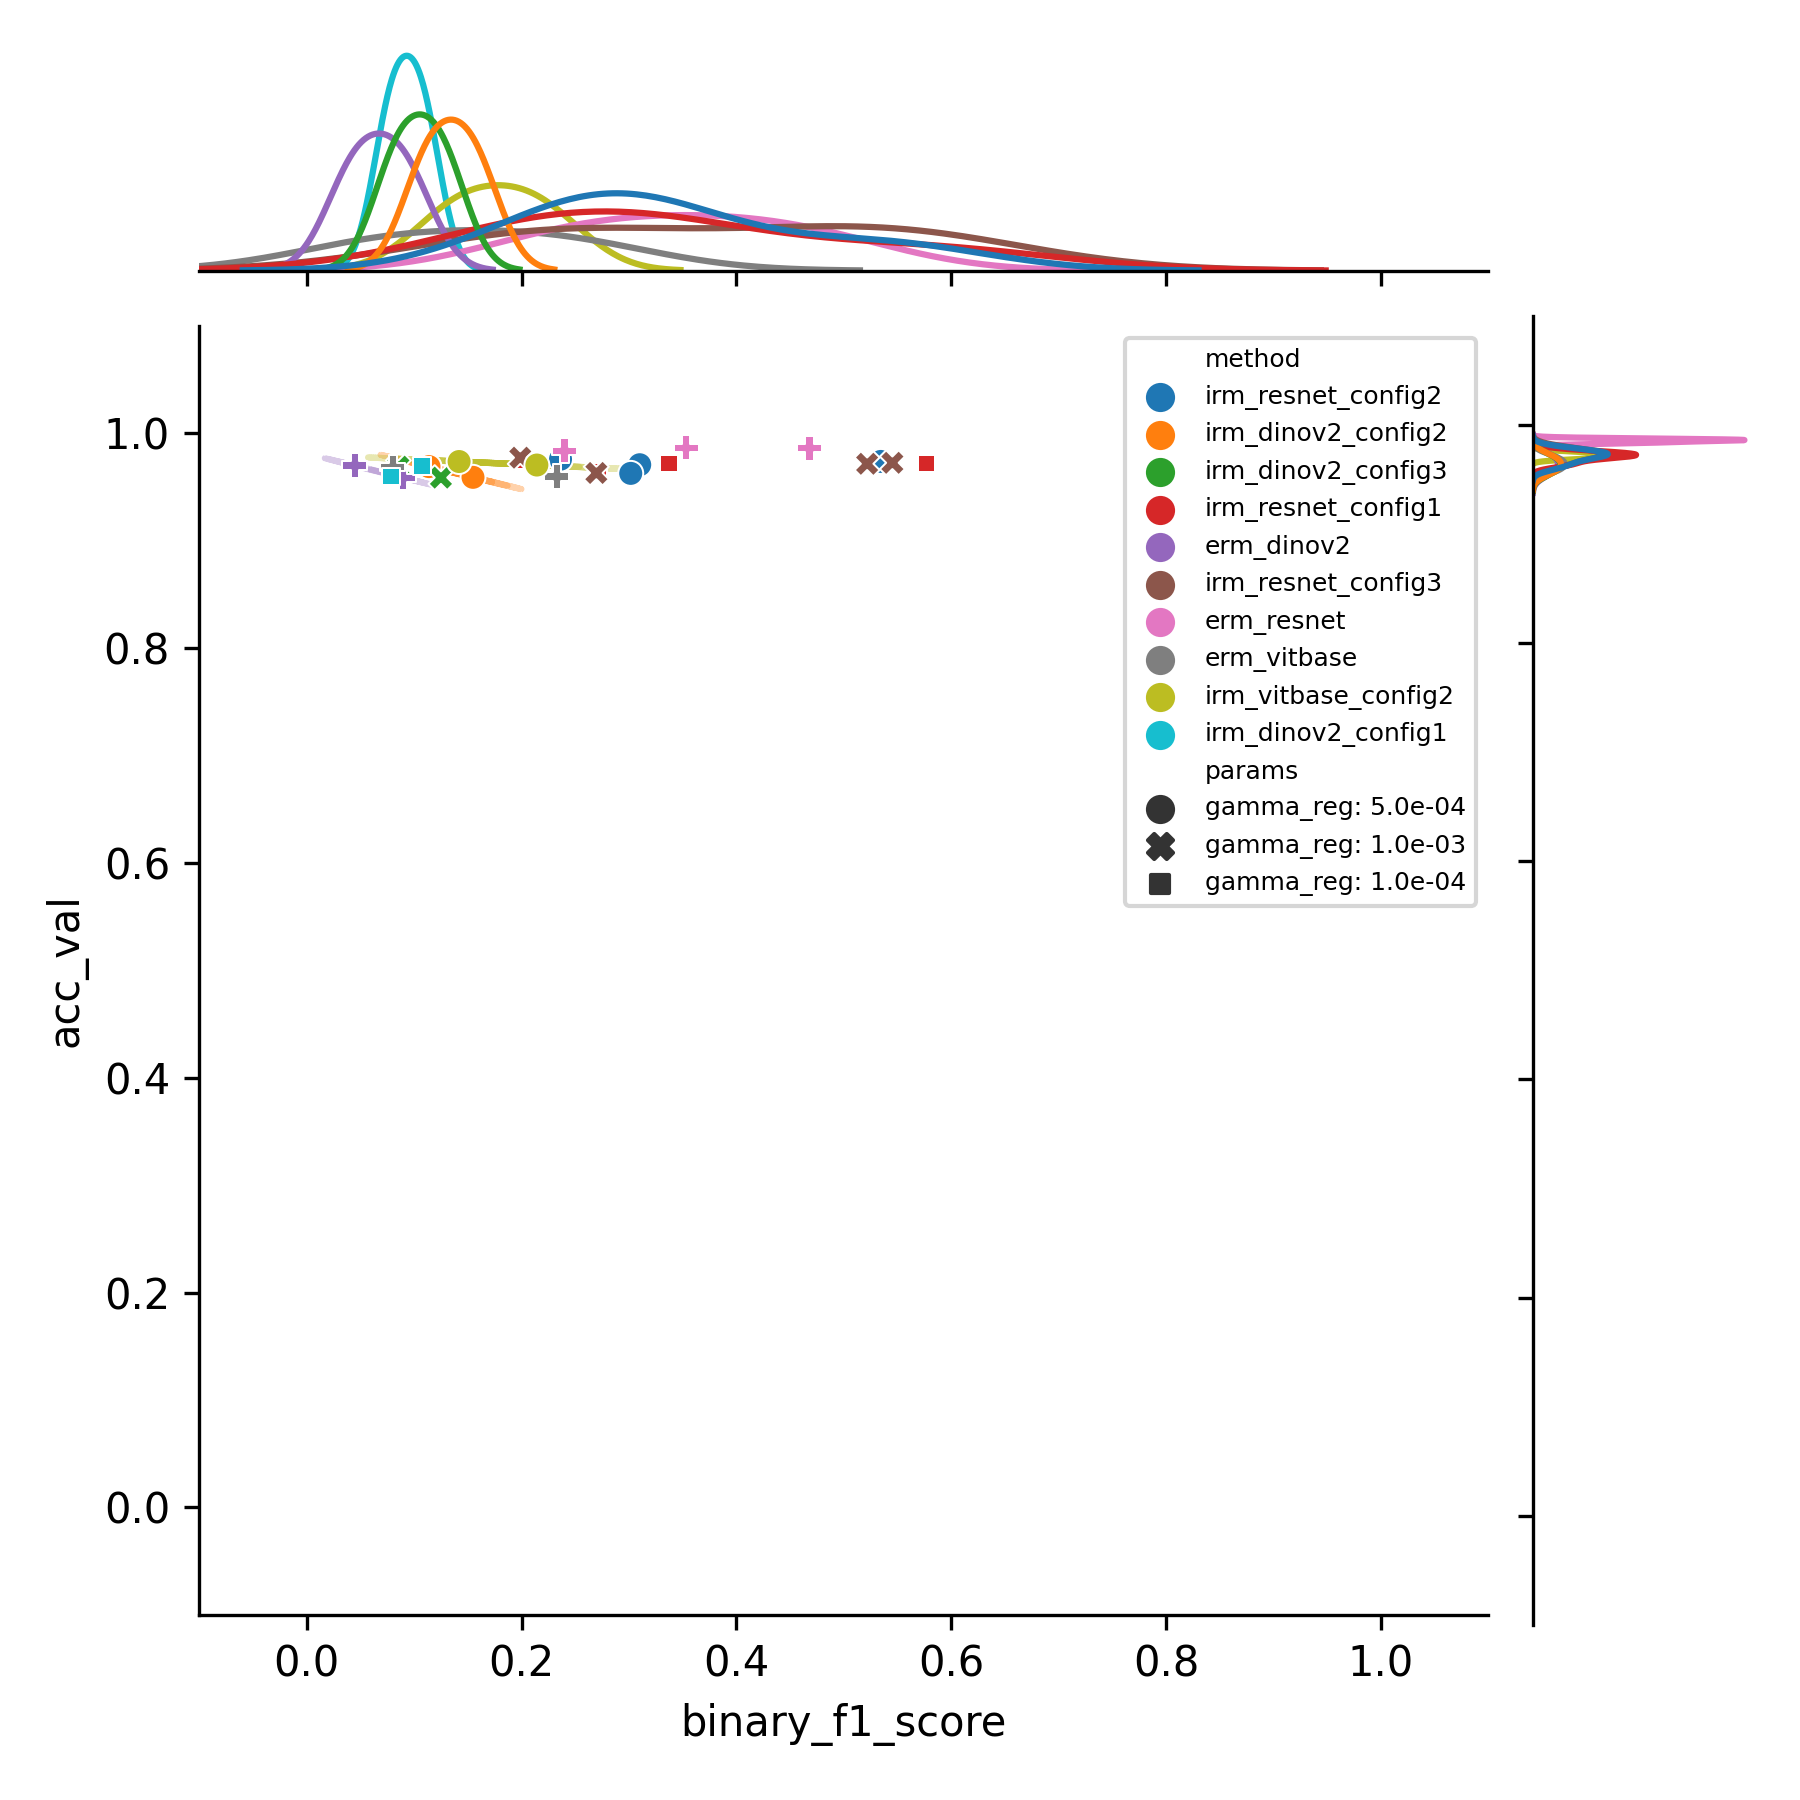 method
irm_resnet_config2
irm_dinov2_config2
irm_dinov2_config3
irm_resnet_config1
erm_dinov2
irm_resnet_config3
erm_resnet
erm_vitbase
irm_vitbase_config2
irm_dinov2_config1
params
gamma_reg: 5.0e-04
gamma_reg: 1.0e-03
gamma_reg: 1.0e-04
1.0
0.8
0.6
0.4
0.2
0.0
acc_val
0.0 0.2 0.4 0.6 0.8 1.0
binary_f1_score